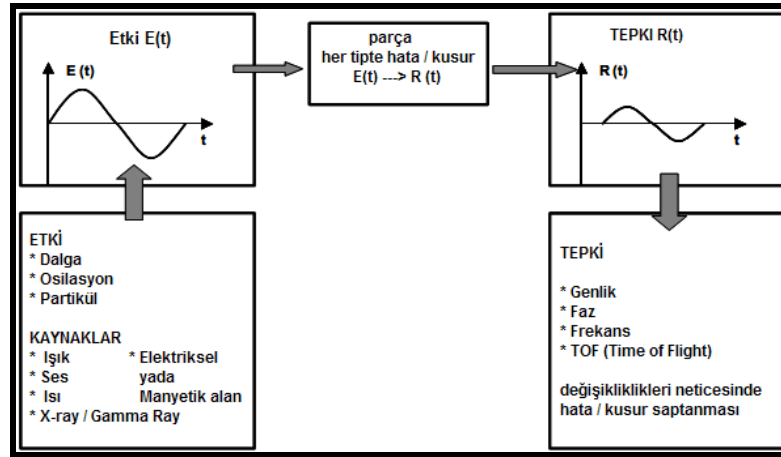 Etki E(t)
E (t)
t
parça
her tipte hata / kusur
E(t) ---> R (t)
TEPKI R(t)
R (t)
t
ETKİ
* Dalga
* Osilasyon
* Partikül
KAYNAKLAR
* Işık * Elektriksel
* Ses yada
* Isı Manyetik alan
* X-ray / Gamma Ray
TEPKİ
* Genlik
* Faz
* Frekans
* TOF (Time of Flight)
değişikliklikleri neticesinde
hata / kusur saptanması